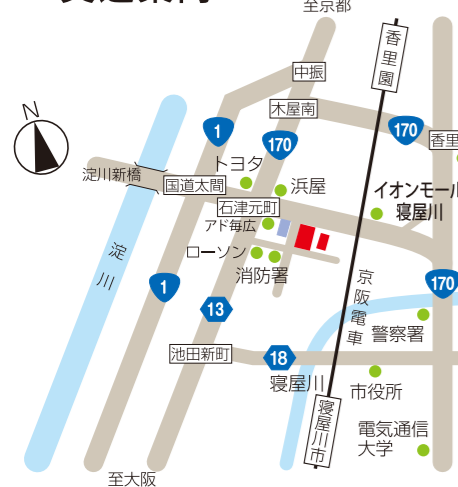 至京都
香里園
中振
木屋南
1
170
170
香里
N
トヨタ
淀川新橋
国道太間
浜屋
イオンモール
寝屋川
石津元町
アド毎広
ローソン
消防署
淀川
1
13
京阪電車
170
警察署
池田新町
18
寝屋川
市役所
寝屋川市
電気通信
大学
至大阪